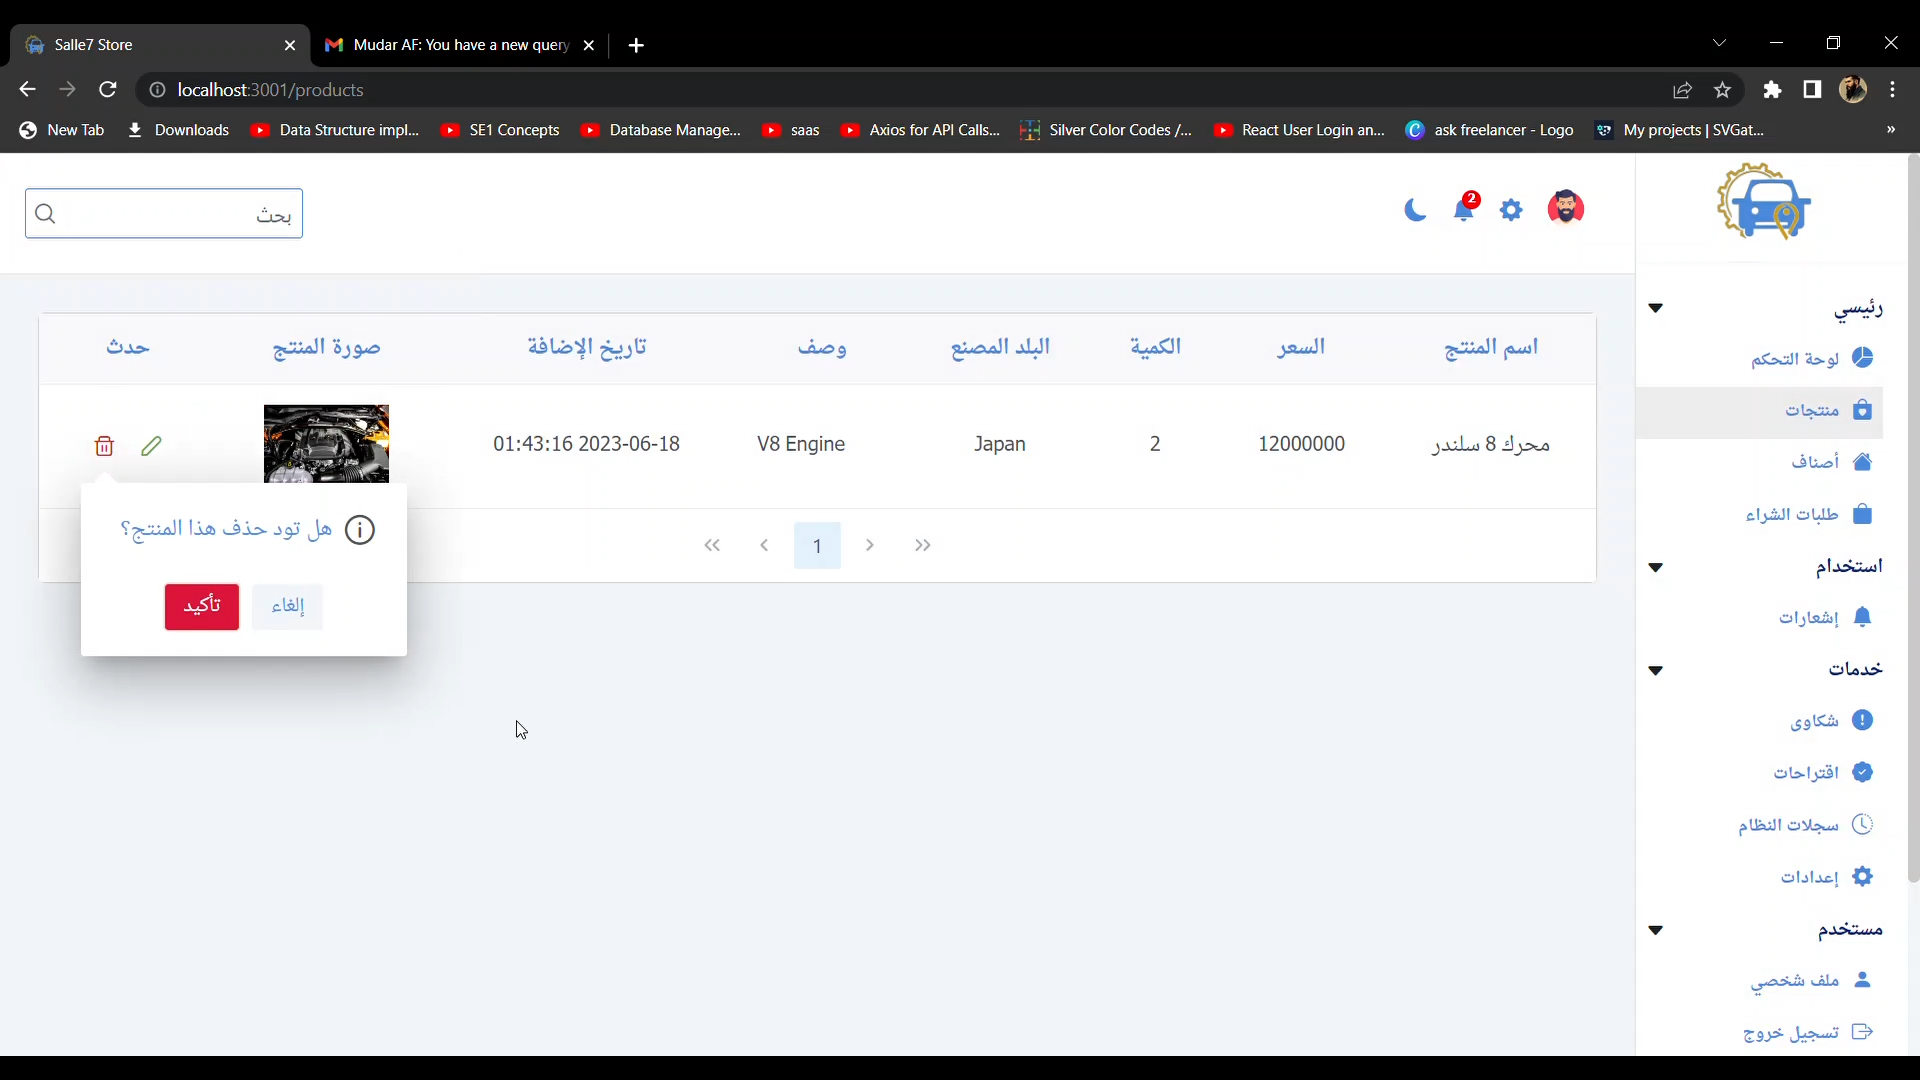 Salle7 Store
Mudar AF: You have a new query
localhost:3001/products
New Tab
Downloads
Data Structure impl...
SE1 Concepts
Database Manage...
saas
Axios for API Calls...
Silver Color Codes /...
React User Login an...
ask freelancer - Logo
My projects | SVGat...
بحث
2
رئيسي
لوحة التحكم
منتجات
أصناف
طلبات الشراء
استخدام
إشعارات
خدمات
شكاوى
اقتراحات
سجلات النظام
إعدادات
مستخدم
ملف شخصي
تسجيل خروج
اسم المنتج السعر الكمية البلد المصنع وصف تاريخ الإضافة صورة المنتج حدث
محرك 8 سلندر 12000000 2 Japan V8 Engine 01:43:16 2023-06-18
1
هل تود حذف هذا المنتج؟
إلغاء
تأكيد